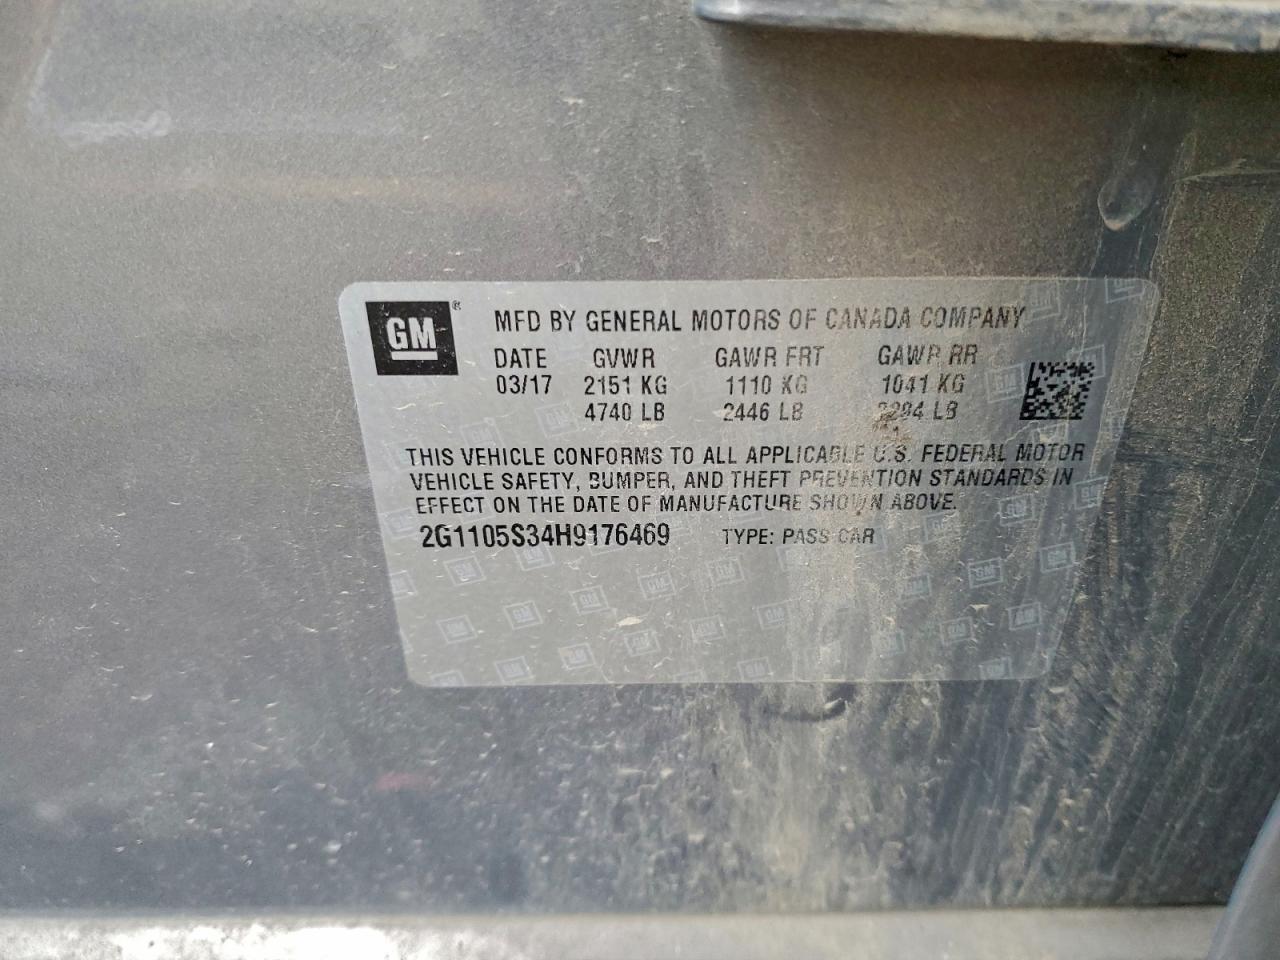 GM ® MFD BY GENERAL MOTORS OF CANADA COMPANY
DATE GVWR GAWR FRT GAWR RR
03/17 2151 KG 1110 KG 1041 KG
4740 LB 2446 LB 2294 LB
THIS VEHICLE CONFORMS TO ALL APPLICABLE U.S. FEDERAL MOTOR
VEHICLE SAFETY, BUMPER, AND THEFT PREVENTION STANDARDS IN
EFFECT ON THE DATE OF MANUFACTURE SHOWN ABOVE.
2G1105S34H9176469 TYPE: PASS CAR